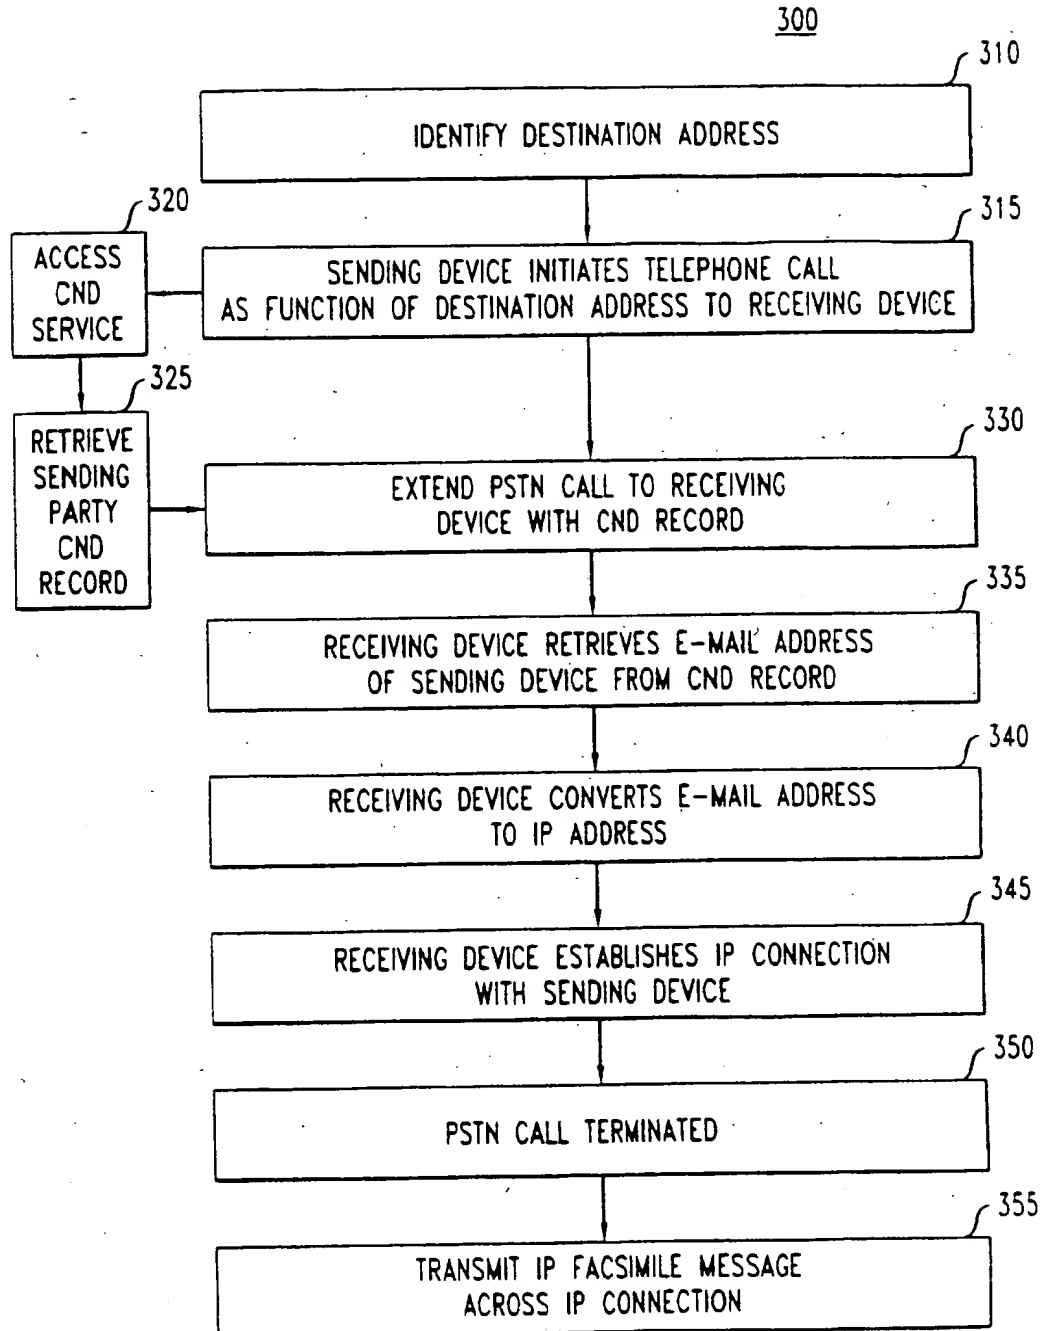 300
310
IDENTIFY DESTINATION ADDRESS
315
SENDING DEVICE INITIATES TELEPHONE CALL
AS FUNCTION OF DESTINATION ADDRESS TO RECEIVING DEVICE
320
ACCESS
CND
SERVICE
325
RETRIEVE
SENDING
PARTY
CND
RECORD
330
EXTEND PSTN CALL TO RECEIVING
DEVICE WITH CND RECORD
335
RECEIVING DEVICE RETRIEVES E-MAIL ADDRESS
OF SENDING DEVICE FROM CND RECORD
340
RECEIVING DEVICE CONVERTS E-MAIL ADDRESS
TO IP ADDRESS
345
RECEIVING DEVICE ESTABLISHES IP CONNECTION
WITH SENDING DEVICE
350
PSTN CALL TERMINATED
355
TRANSMIT IP FACSIMILE MESSAGE
ACROSS IP CONNECTION